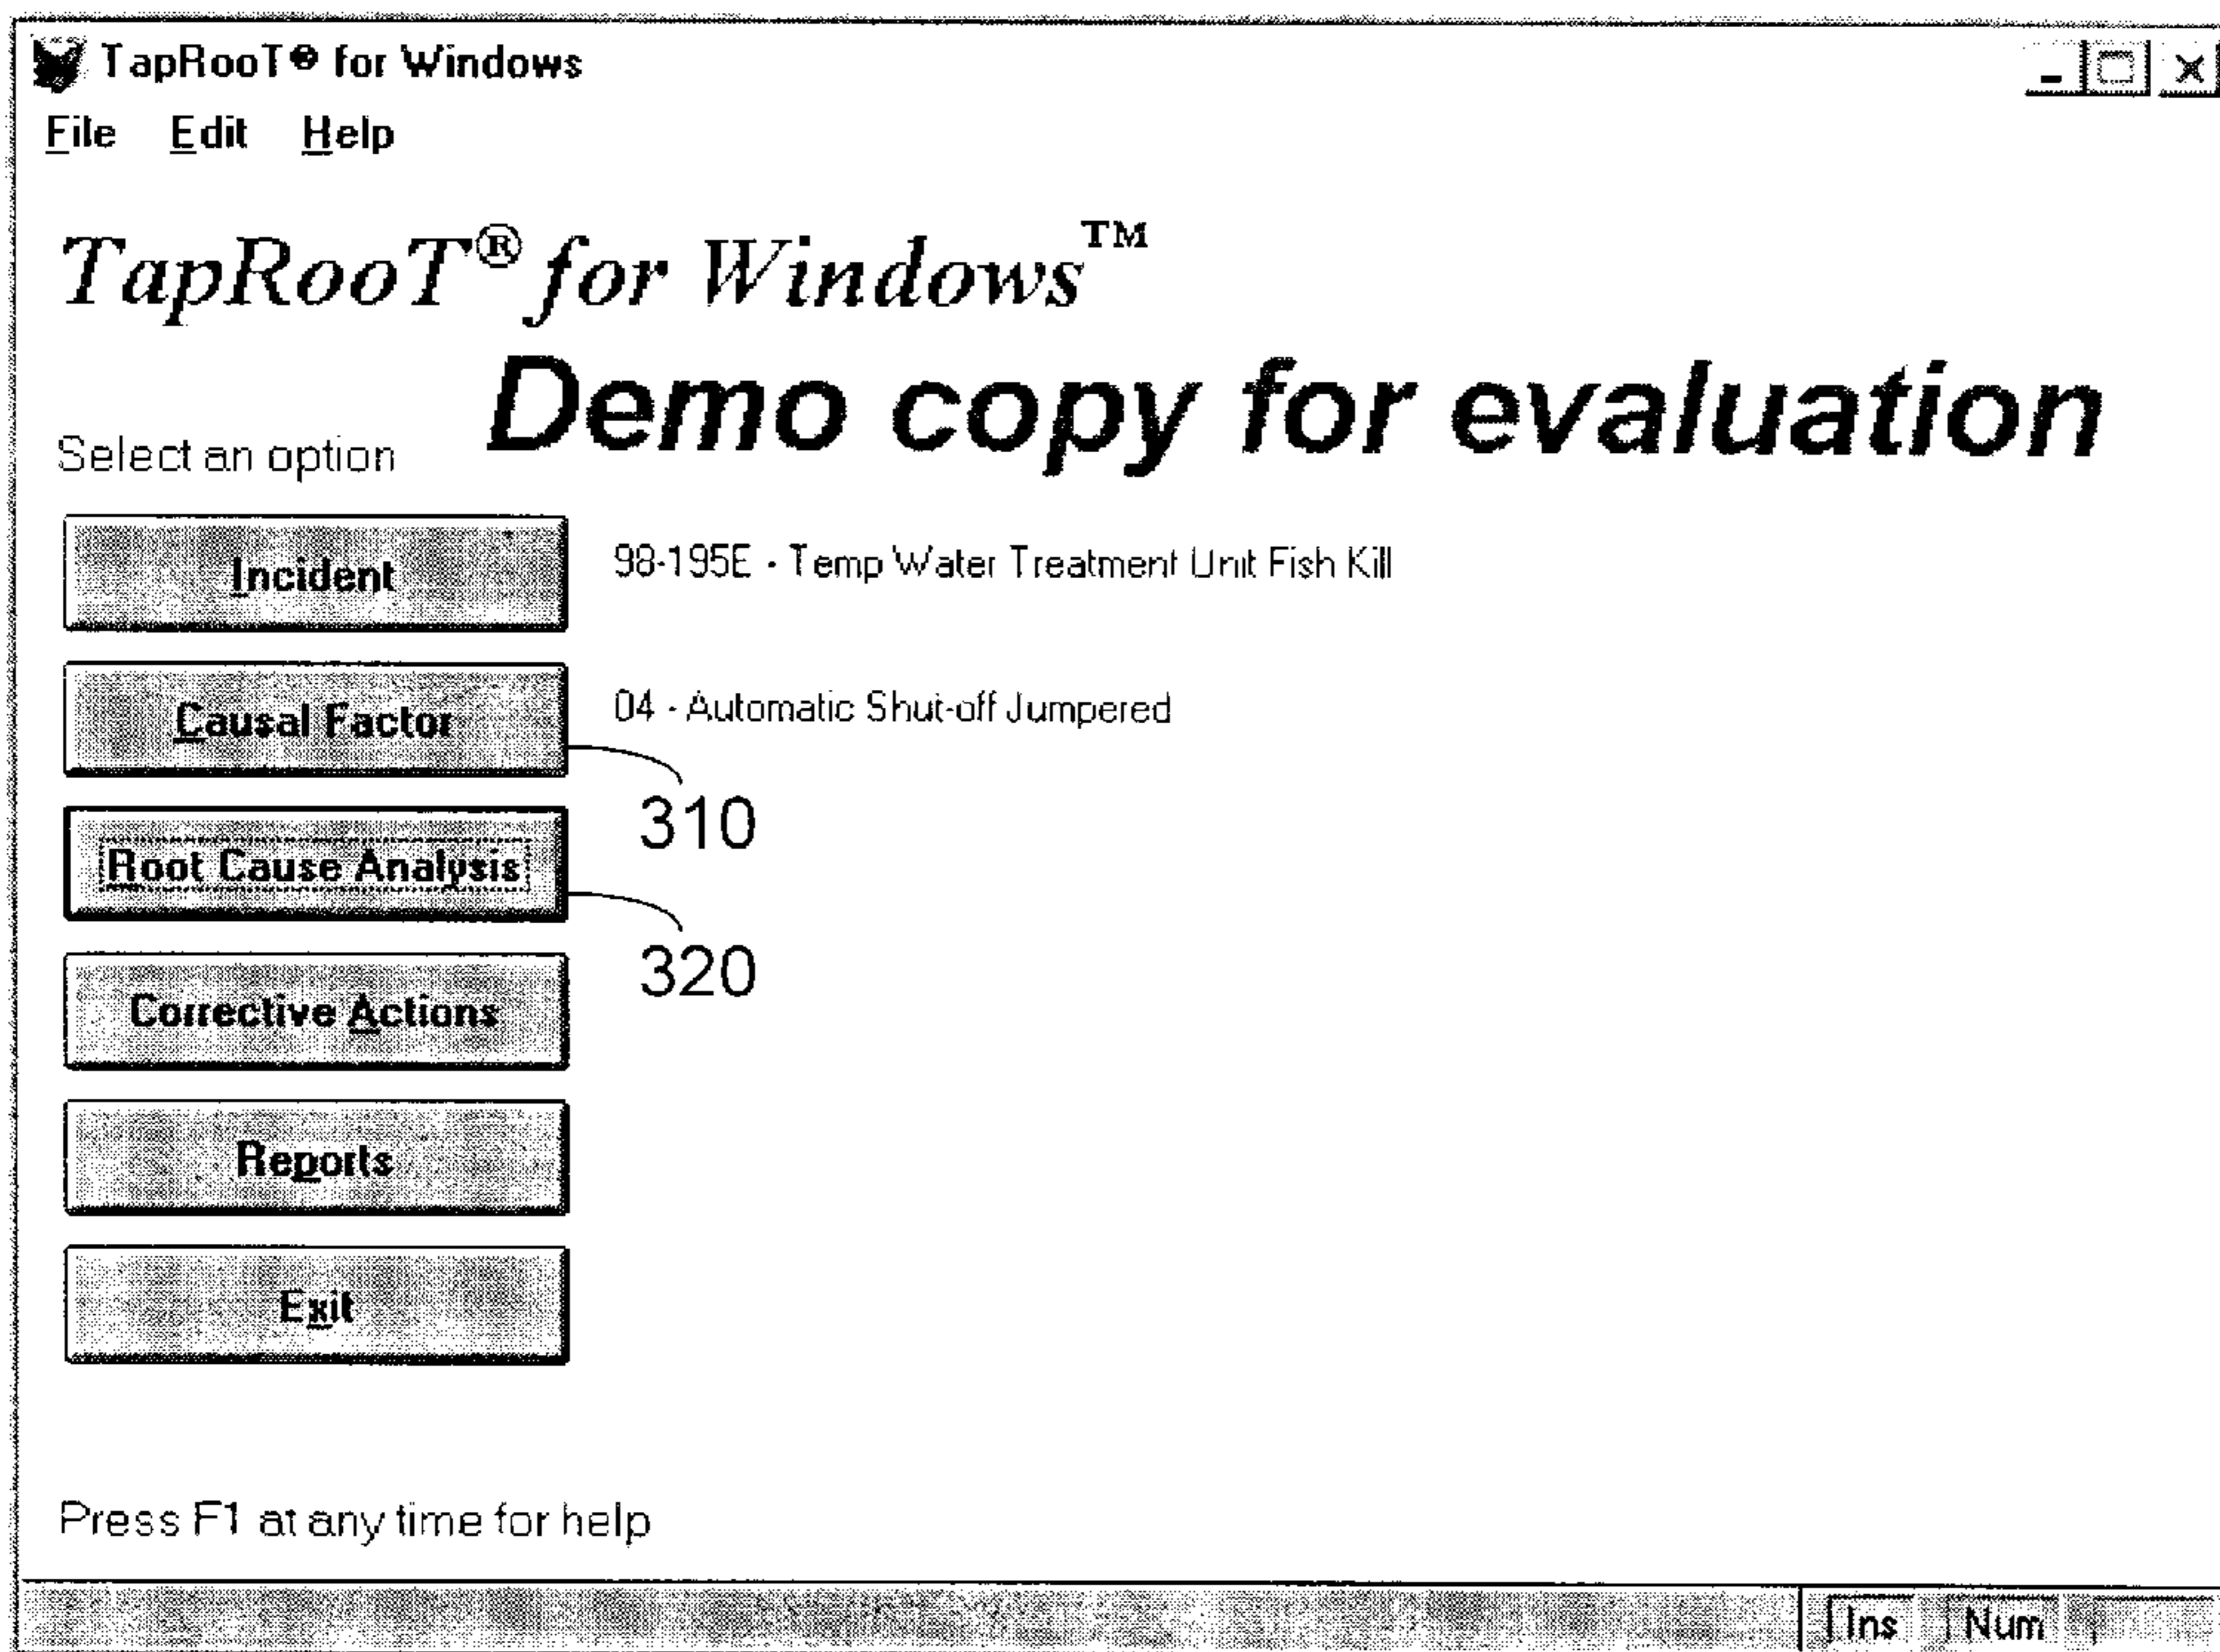 TapRooT® for Windows
File Edit Help
TapRooT® for Windows™
Demo copy for evaluation
Select an option
Incident 98-195E - Temp Water Treatment Unit Fish Kill
Causal Factor 04 - Automatic Shut-off Jumpered
310
Root Cause Analysis
320
Corrective Actions
Reports
Exit
Press F1 at any time for help
Ins Num